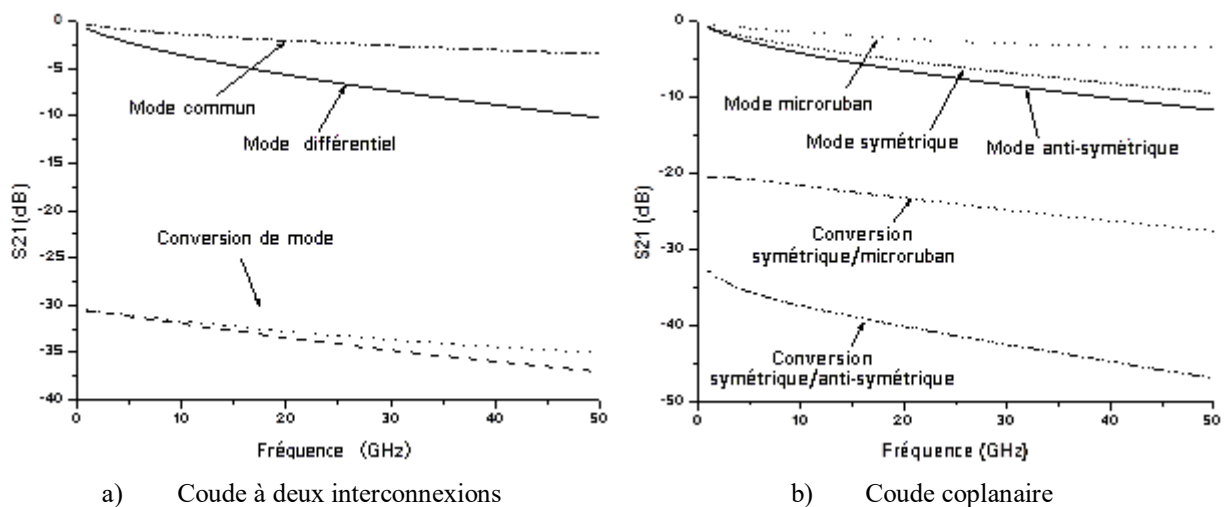 0
-5
-10
-15
-20
-25
-30
-35
-40
S21(dB)
Mode commun
Mode différentiel
Conversion de mode
0
10
20
30
40
50
Fréquence (GHz)
a) Coude à deux interconnexions
0
-10
-20
-30
-40
-50
S21 (dB)
Mode microruban
Mode symétrique
Mode anti-symétrique
Conversion
symétrique/microruban
Conversion
symétrique/anti-symétrique
10
20
30
40
50
0
Fréquence (GHz)
b) Coude coplanaire